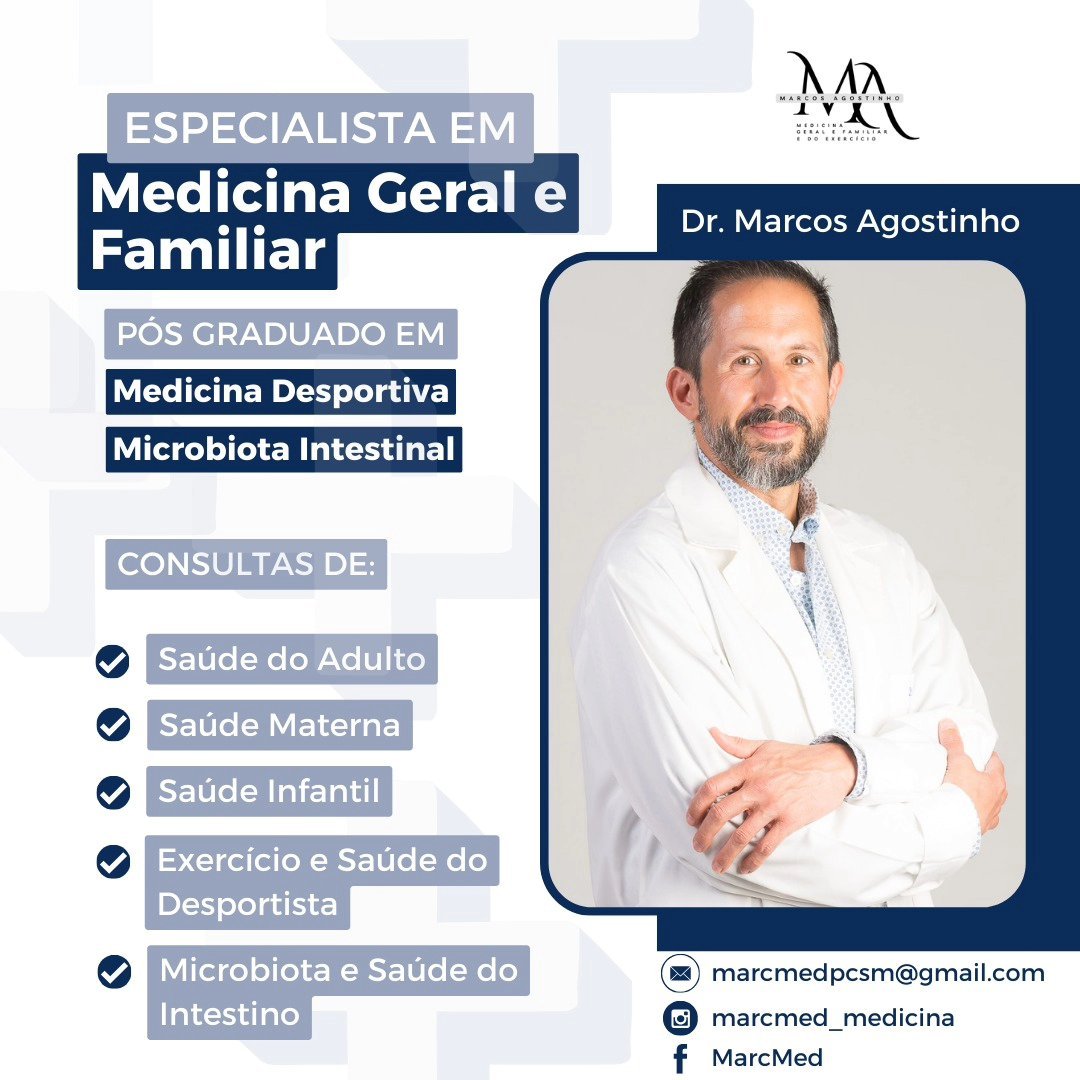 MA
MARCOS AGOSTINHO
MEDICINA
GERAL E FAMILIAR
E DO EXERCÍCIO
ESPECIALISTA EM
Medicina Geral e
Familiar
Dr. Marcos Agostinho
PÓS GRADUADO EM
Medicina Desportiva
Microbiota Intestinal
CONSULTAS DE:
Saúde do Adulto
Saúde Materna
Saúde Infantil
Exercício e Saúde do
Desportista
Microbiota e Saúde do
Intestino
marcmedpcsm@gmail.com
marcmed_medicina
MarcMed